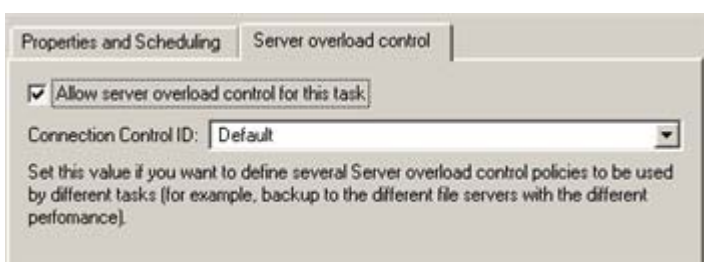 Properties and Scheduling
Server overload control
Allow server overload control for this task
Connection Control ID: Default
Set this value if you want to define several Server overload control policies to be used
by different tasks (for example, backup to the different file servers with the different
perfomance).